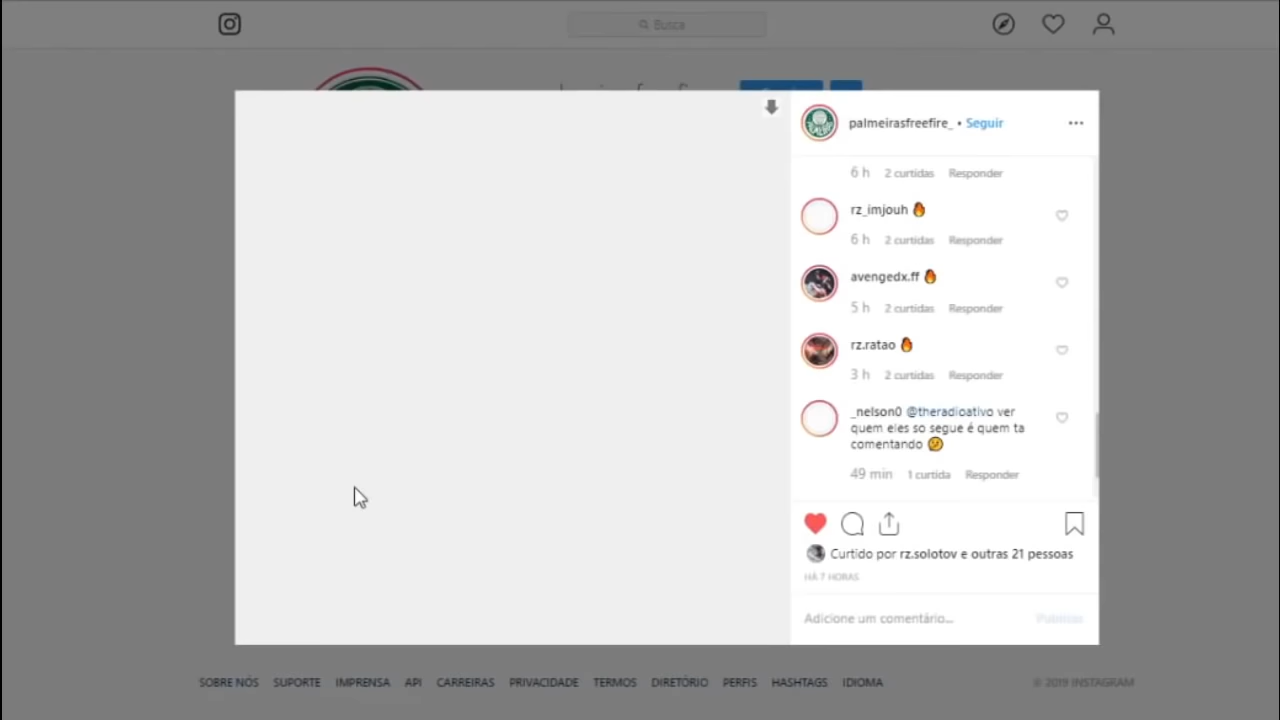 Busca
palmeirasfreefire_ • Seguir
6 h 2 curtidas Responder
rz_imjouh 🔥
6 h 2 curtidas Responder
avengedx.ff 🔥
5 h 2 curtidas Responder
rz.ratao 🔥
3 h 2 curtidas Responder
_nelson0 @theradioativo ver
quem eles so segue é quem ta
comentando 😕
49 min 1 curtida Responder
Curtido por rz.solotov e outras 21 pessoas
HÁ 7 HORAS
Adicione um comentário... Publicar
SOBRE NÓS SUPORTE IMPRENSA API CARREIRAS PRIVACIDADE TERMOS DIRETÓRIO PERFIS HASHTAGS IDIOMA © 2019 INSTAGRAM